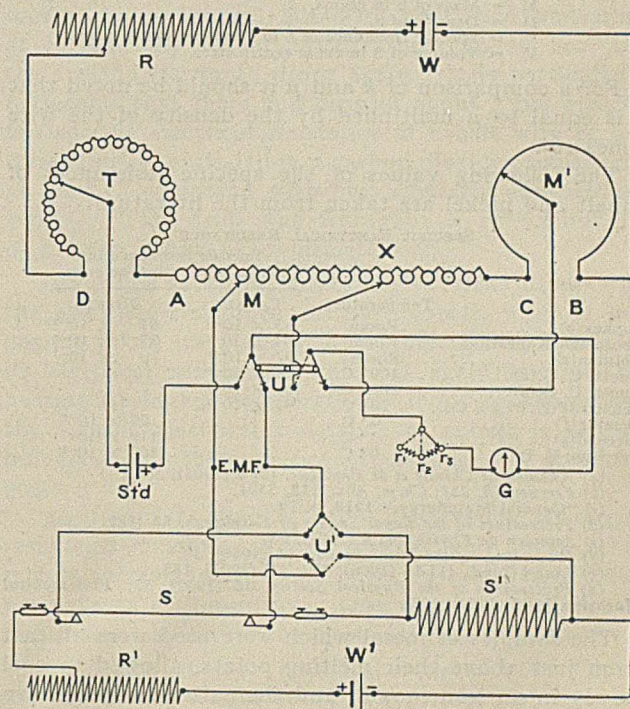 R
+ -
W
T
M'
X
D
A
M
C
B
U
r₁
r₂
r₃
- +
Std
E.M.F.
G
U'
S
S'
R'
W'
+ -